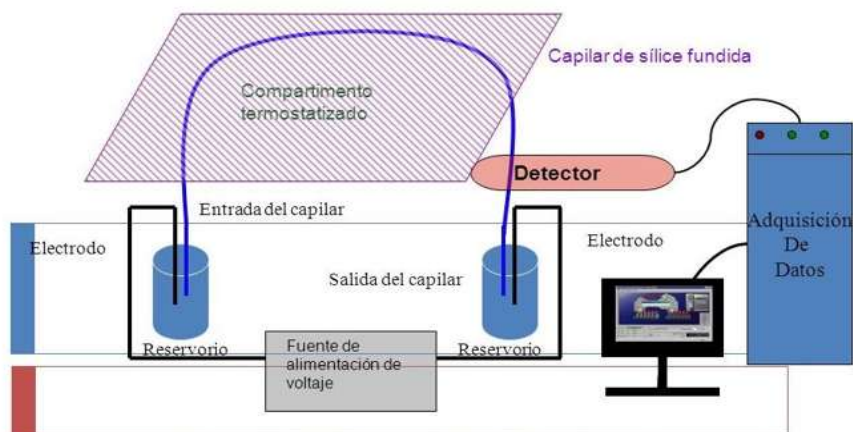 Capilar de sílice fundida
Compartimento
termostatizado
Detector
Entrada del capilar
Electrodo
Electrodo
Adquisición
De
Datos
Salida del capilar
Reservorio
Fuente de
alimentación de
voltaje
Reservorio